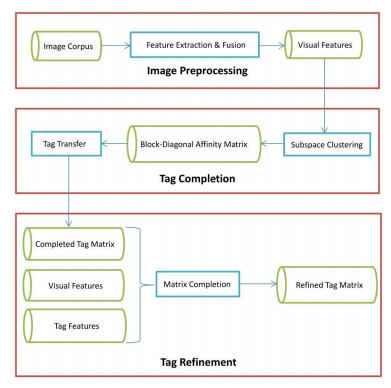 Image Corpus
Feature Extraction & Fusion
Visual Features
Image Preprocessing
Tag Transfer
Block-Diagonal Affinity Matrix
Subspace Clustering
Tag Completion
Completed Tag Matrix
Visual Features
Tag Features
Matrix Completion
Refined Tag Matrix
Tag Refinement